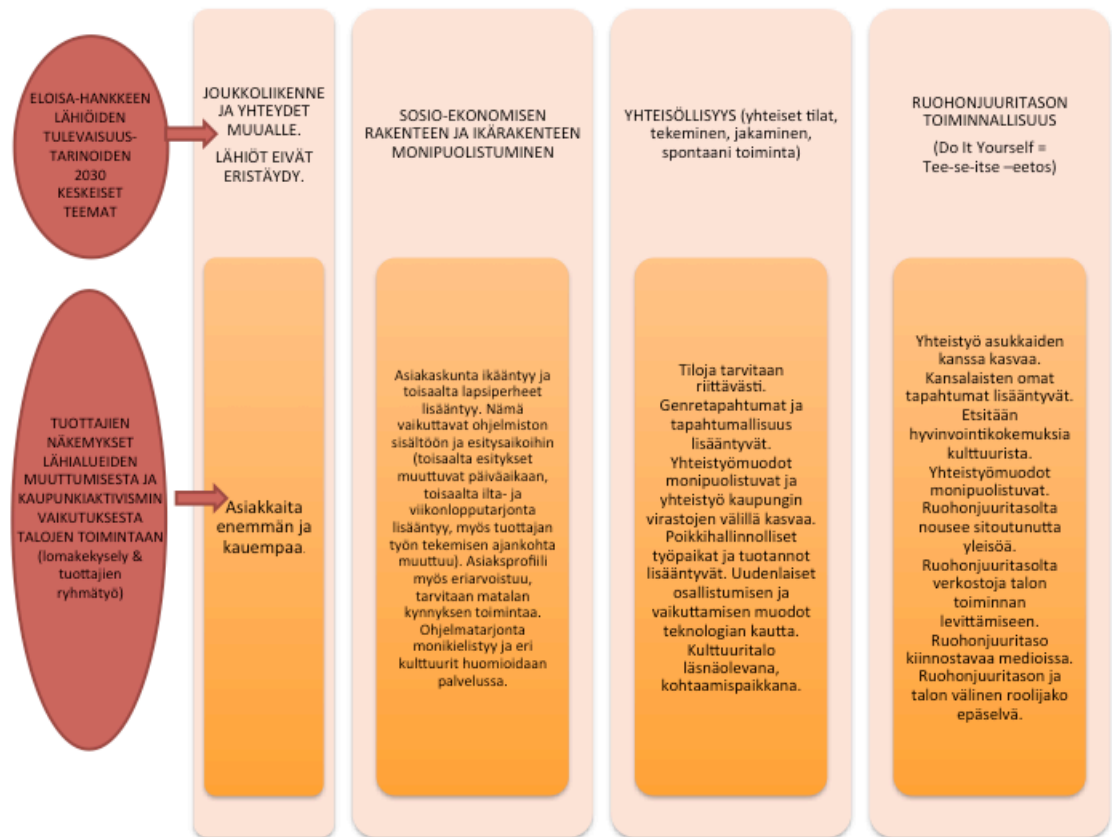 ELOISA-HANKKEEN
LÄHIÖIDEN
TULEVAISUUS-
TARINOIDEN
2030
KESKEISET
TEEMAT
JOUKKOLIIKENNE
JA YHTEYDET
MUUALLE.
LÄHIÖT EIVÄT
ERISTÄYDY.
SOSIO-EKONOMISEN
RAKENTEEN JA IKÄRAKENTEEN
MONIPUOLISTUMINEN
YHTEISÖLLISYYS (yhteiset tilat,
tekeminen, jakaminen,
spontaani toiminta)
RUOHONJUURITASON
TOIMINNALLISUUS
(Do It Yourself =
Tee-se-itse –eetos)
TUOTTAJIEN
NÄKEMYKSET
LÄHIALUEIDEN
MUUTTUMISESTA JA
KAUPUNKIAKTIVISMIN
VAIKUTUKSESTA
TALOJEN TOIMINTAAN
(lomakekysely &
tuottajien
ryhmätyö)
Asiakkaita
enemmän ja
kauempaa.
Asiakaskunta ikääntyy ja
toisaalta lapsiperheet
lisääntyy. Nämä
vaikuttavat ohjelmiston
sisältöön ja esitysaikoihin
(toisaalta esitykset
muuttuvat päiväaikaan,
toisaalta ilta- ja
viikonlopputarjonta
lisääntyy, myös tuottajan
työn tekemisen ajankohta
muuttuu). Asiaksprofiili
myös eriarvoistuu,
tarvitaan matalan
kynnyksen toimintaa.
Ohjelmatarjonta
monikielistyy ja eri
kulttuurit huomioidaan
palvelussa.
Tiloja tarvitaan
riittävästi.
Genretapahtumat ja
tapahtumallisuus
lisääntyvät.
Yhteistyömuodot
monipuolistuvat ja
yhteistyö kaupungin
virastojen välillä kasvaa.
Poikkihallinnolliset
työpaikat ja tuotannot
lisääntyvät. Uudenlaiset
osallistumisen ja
vaikuttamisen muodot
teknologian kautta.
Kulttuuritalo
läsnäolevana,
kohtaamispaikkana.
Yhteistyö asukkaiden
kanssa kasvaa.
Kansalaisten omat
tapahtumat lisääntyvät.
Etsitään
hyvinvointikokemuksia
kulttuurista.
Yhteistyömuodot
monipuolistuvat.
Ruohonjuuritasolta
nousee sitoutunutta
yleisöä.
Ruohonjuuritasolta
verkostoja talon
toiminnan
levittämiseen.
Ruohonjuuritaso
kiinnostavaa medioissa.
Ruohonjuuritason ja
talon välinen roolijako
epäselvä.